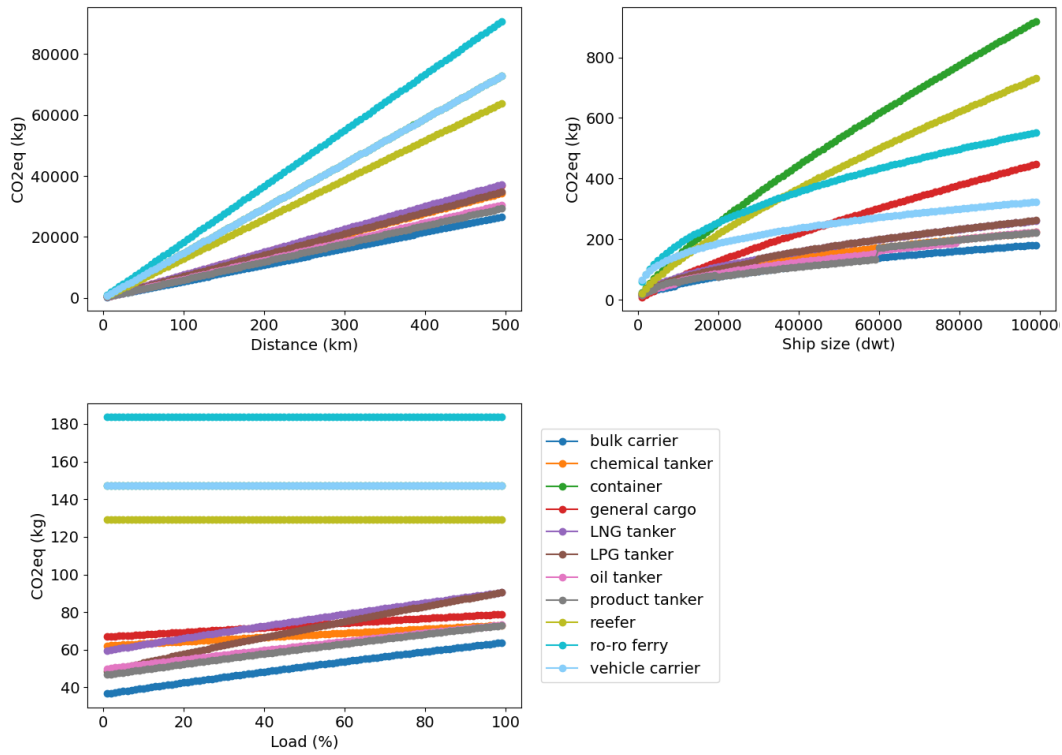 CO2eq (kg)
80000
60000
40000
20000
0
0 100 200 300 400 500
Distance (km)
CO2eq (kg)
800
600
400
200
0
0 20000 40000 60000 80000 100000
Ship size (dwt)
CO2eq (kg)
180
160
140
120
100
80
60
40
0 20 40 60 80 100
Load (%)
bulk carrier
chemical tanker
container
general cargo
LNG tanker
LPG tanker
oil tanker
product tanker
reefer
ro-ro ferry
vehicle carrier